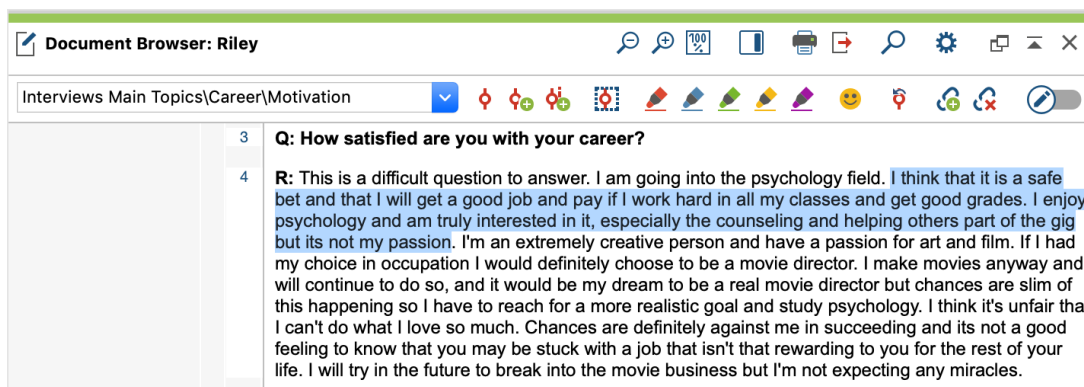 Document Browser: Riley
100
%
Interviews Main Topics\Career\Motivation
3
Q: How satisfied are you with your career?
4
R: This is a difficult question to answer. I am going into the psychology field. I think that it is a safe
bet and that I will get a good job and pay if I work hard in all my classes and get good grades. I enjoy
psychology and am truly interested in it, especially the counseling and helping others part of the gig
but its not my passion. I'm an extremely creative person and have a passion for art and film. If I had
my choice in occupation I would definitely choose to be a movie director. I make movies anyway and
will continue to do so, and it would be my dream to be a real movie director but chances are slim of
this happening so I have to reach for a more realistic goal and study psychology. I think it's unfair tha
I can't do what I love so much. Chances are definitely against me in succeeding and its not a good
feeling to know that you may be stuck with a job that isn't that rewarding to you for the rest of your
life. I will try in the future to break into the movie business but I'm not expecting any miracles.